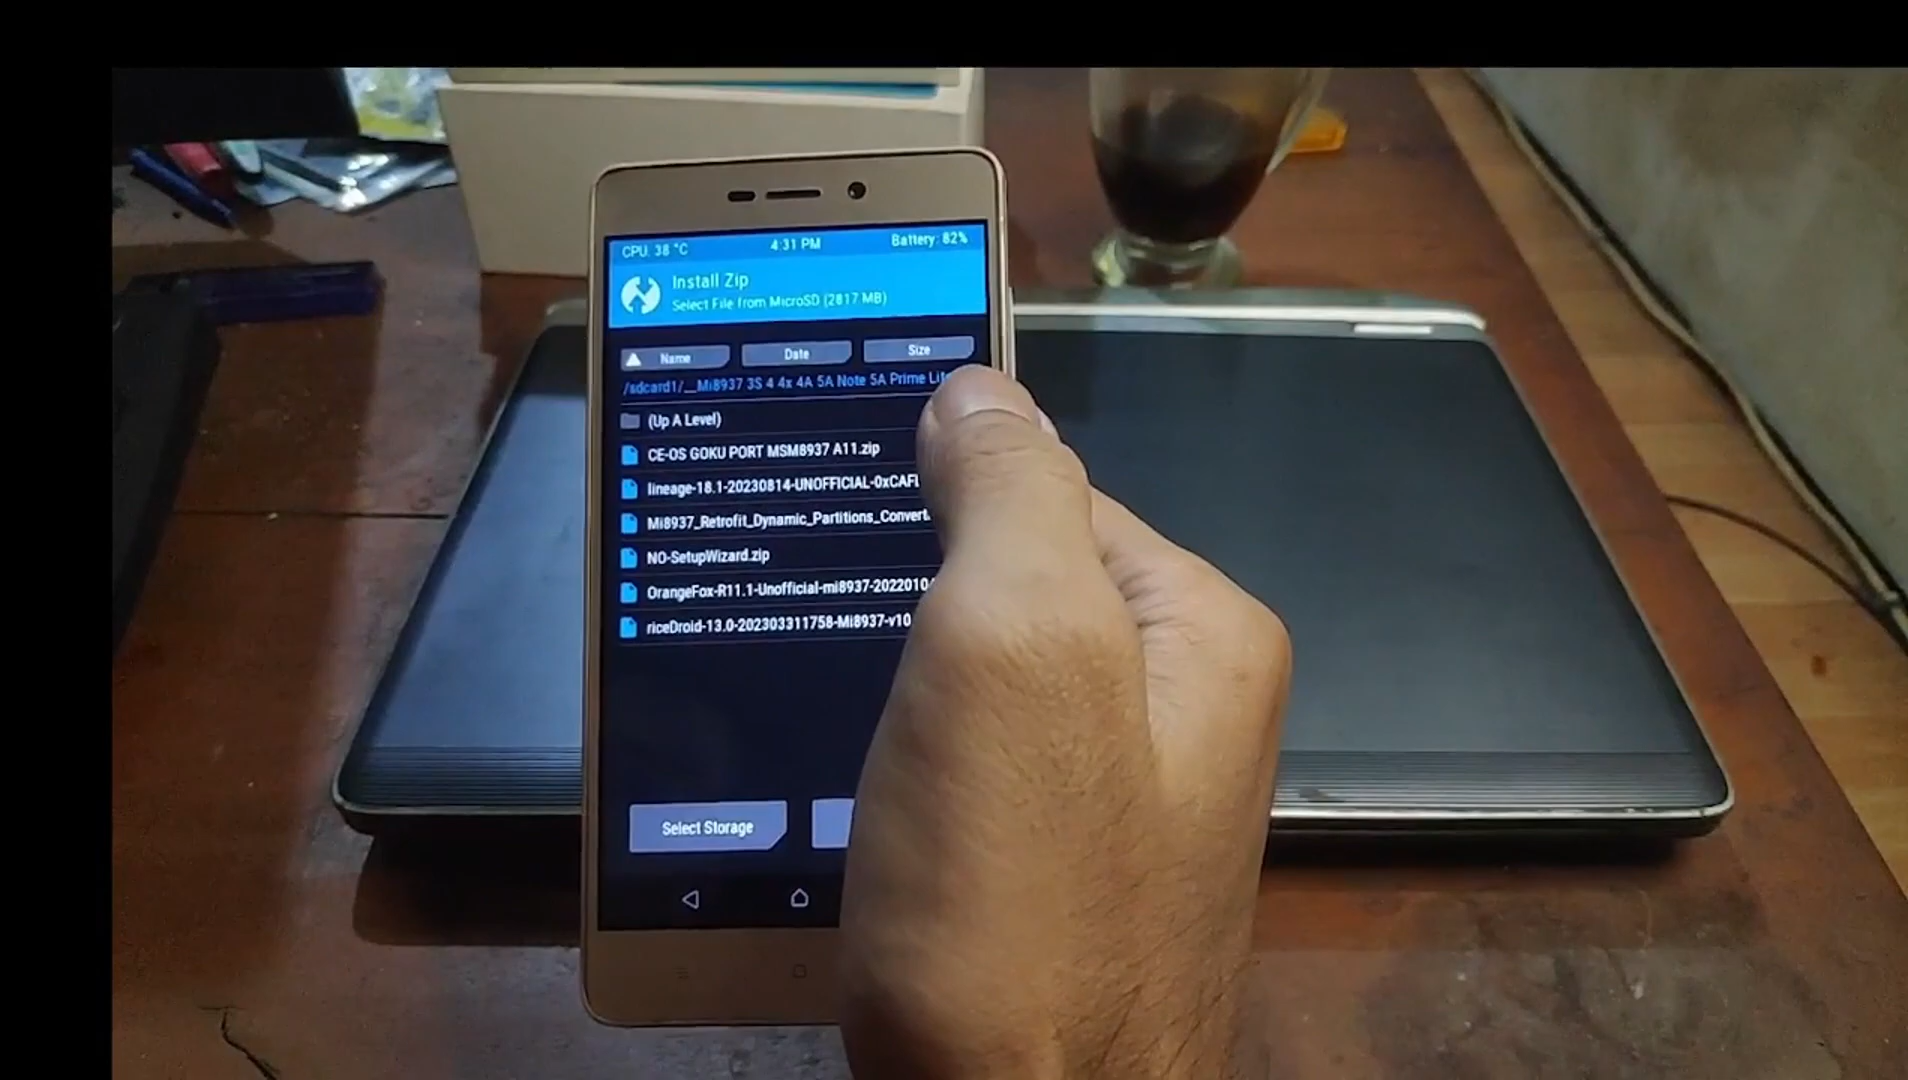 CPU: 38 °C 4:31 PM Battery: 82%
Install Zip
Select File from MicroSD (2817 MB)
Name Date Size
/sdcard1/__Mi8937 3S 4 4x 4A 5A Note 5A Prime Lite
(Up A Level)
CE-OS GOKU PORT MSM8937 A11.zip
lineage-18.1-20230814-UNOFFICIAL-0xCAFE
Mi8937_Retrofit_Dynamic_Partitions_Convert
NO-SetupWizard.zip
OrangeFox-R11.1-Unofficial-mi8937-2022010
riceDroid-13.0-202303311758-Mi8937-v10
Select Storage